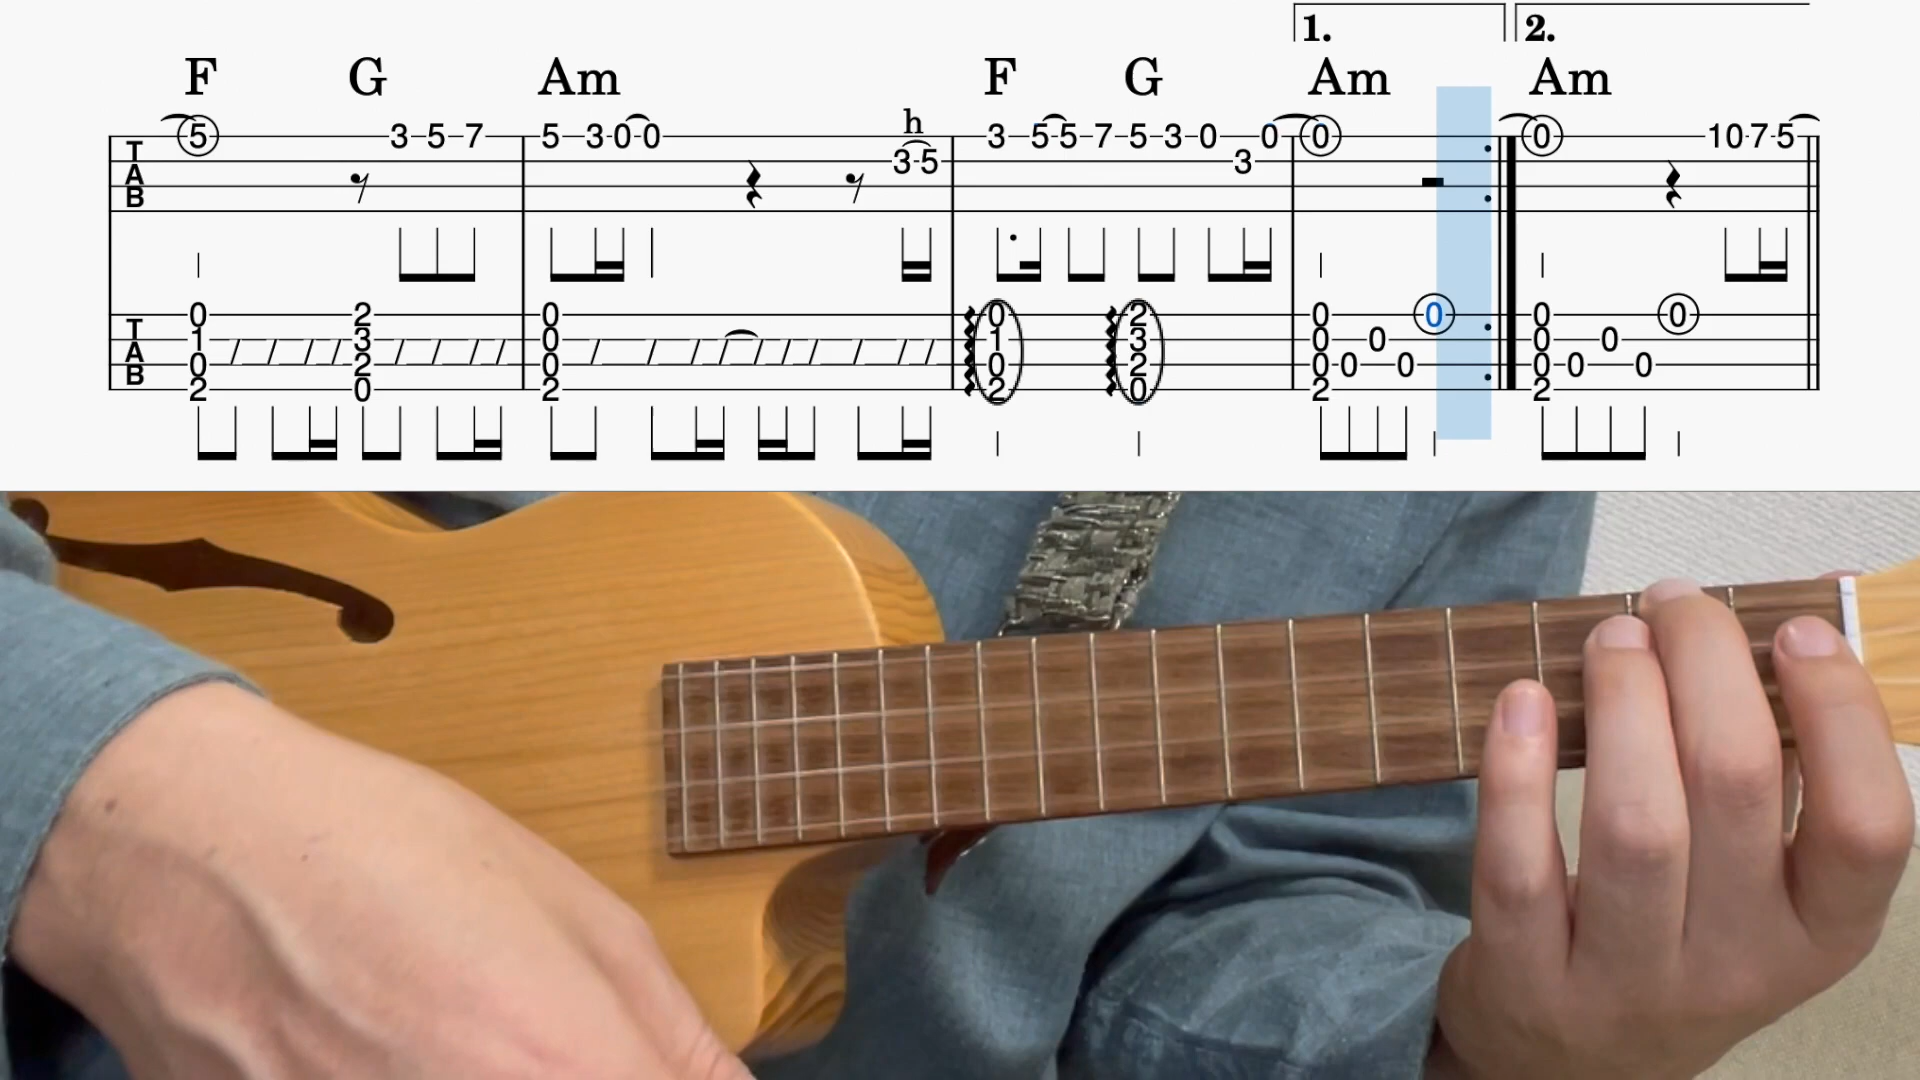 1. 2.
F G Am F G Am Am
h
5 3 5 7 5 3 0 0 3 5 5 7 5 3 0 0 0 0 10 7 5
T 3 5 3
A
B
0 2 0 0 2 0 0 0 0
T 1 3 0 1 3 0 0 0 0
A 0 2 0 0 2 0 0 0 0 0 0
B 2 0 2 2 0 2 2